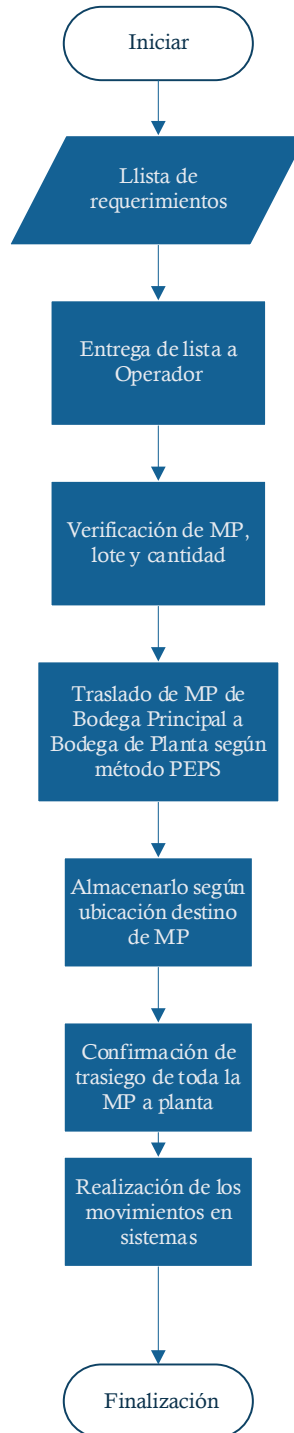 Iniciar
Llista de
requerimientos
Entrega de lista a
Operador
Verificación de MP,
lote y cantidad
Traslado de MP de
Bodega Principal a
Bodega de Planta según
método PEPS
Almacenarlo según
ubicación destino
de MP
Confirmación de
trasiego de toda la
MP a planta
Realización de los
movimientos en
sistemas
Finalización